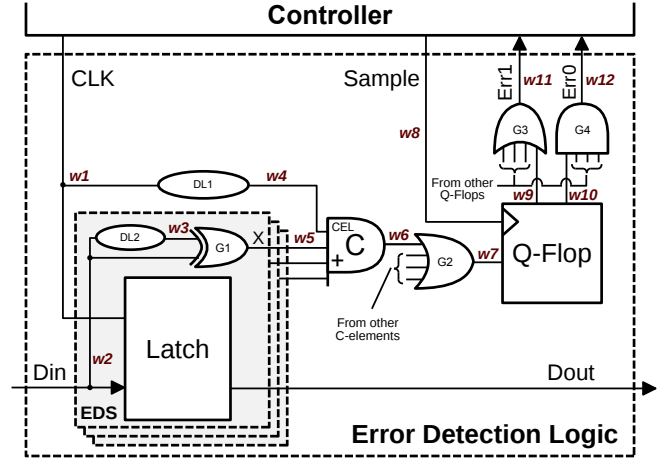 Controller
CLK
Sample
Err1
w11
Err0
w12
w8
G3
G4
w1
DL1
w4
From other
Q-Flops
w9
w10
DL2
w3
G1
X
w5
CEL
C
+
w6
G2
w7
Q-Flop
From other
C-elements
Latch
w2
Din
Dout
EDS
Error Detection Logic